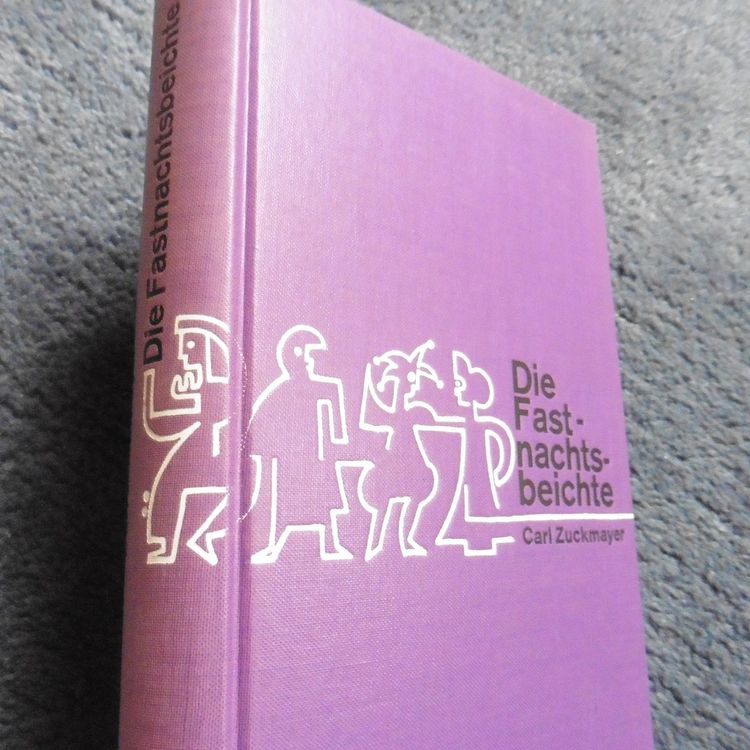 Die Fastnachtsbeichte
Die
Fast-
nachts-
beichte
Carl Zuckmayer